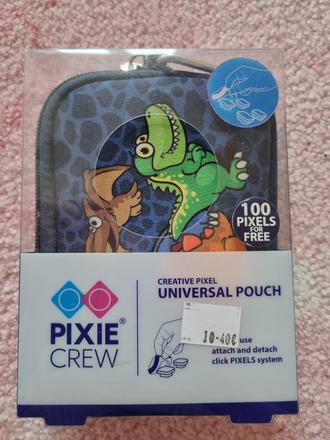 100
PIXELS
FOR
FREE
PIXIE®
CREW
CREATIVE PIXEL
UNIVERSAL POUCH
10·40€
use
attach and detach
click PIXELS system